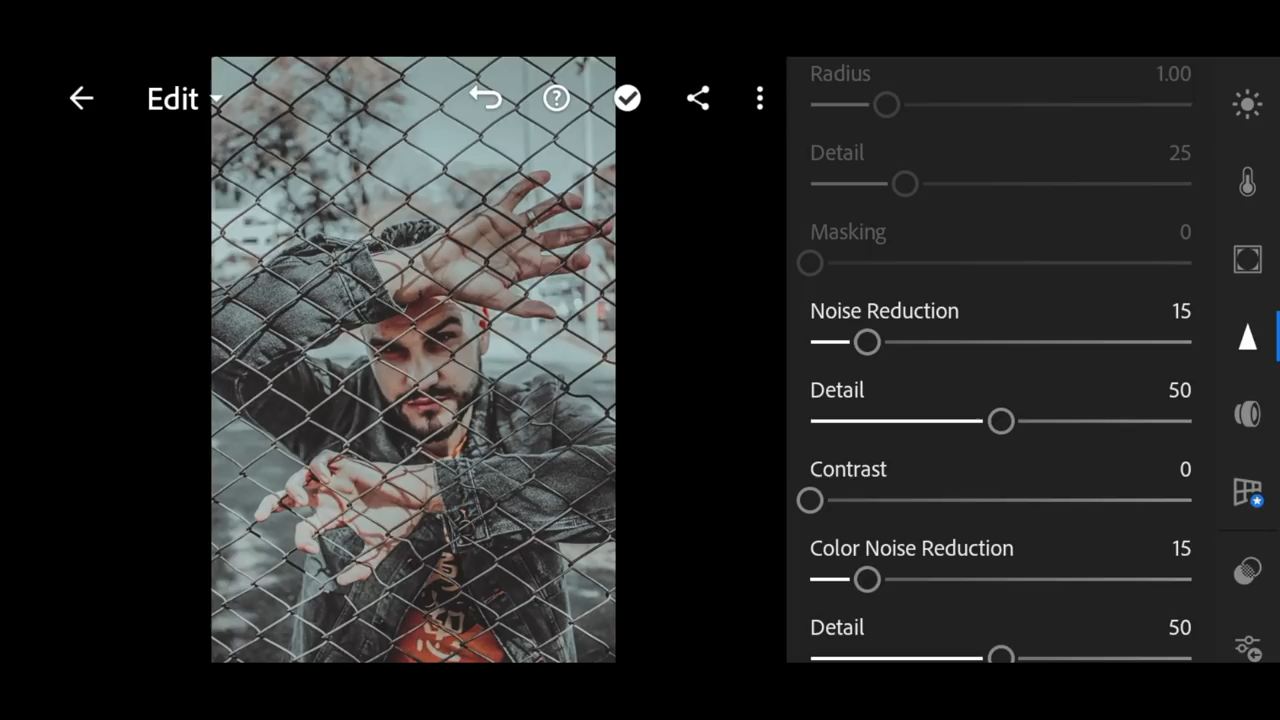 Edit
Radius 1.00
Detail 25
Masking 0
Noise Reduction 15
Detail 50
Contrast 0
Color Noise Reduction 15
Detail 50